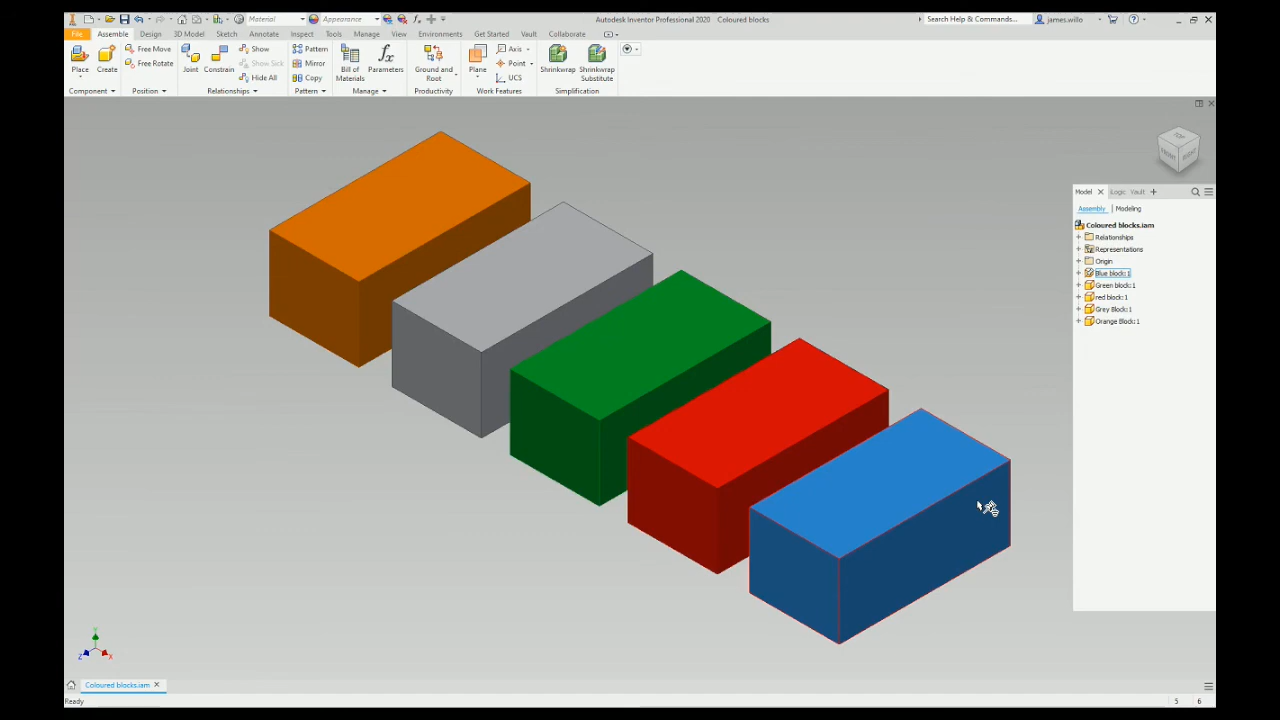 Material
Appearance
Autodesk Inventor Professional 2020 Coloured blocks
Search Help & Commands...
james.willo
File Assemble Design 3D Model Sketch Annotate Inspect Tools Manage View Environments Get Started Vault Collaborate
Place
Create
Free Move
Free Rotate
Joint
Constrain
Show
Show Sick
Hide All
Pattern
Mirror
Copy
Bill of Materials
Parameters
Ground and Root
Plane
Axis
Point
UCS
Shrinkwrap
Shrinkwrap Substitute
Component Position Relationships Pattern Manage Productivity Work Features Simplification
TOP
FRONT
RIGHT
Model Logic Vault
Assembly | Modeling
Coloured blocks.iam
Relationships
Representations
Origin
Blue block:1
Green block:1
red block:1
Grey Block:1
Orange Block:1
Y
Z
X
Coloured blocks.iam
Ready
5 6